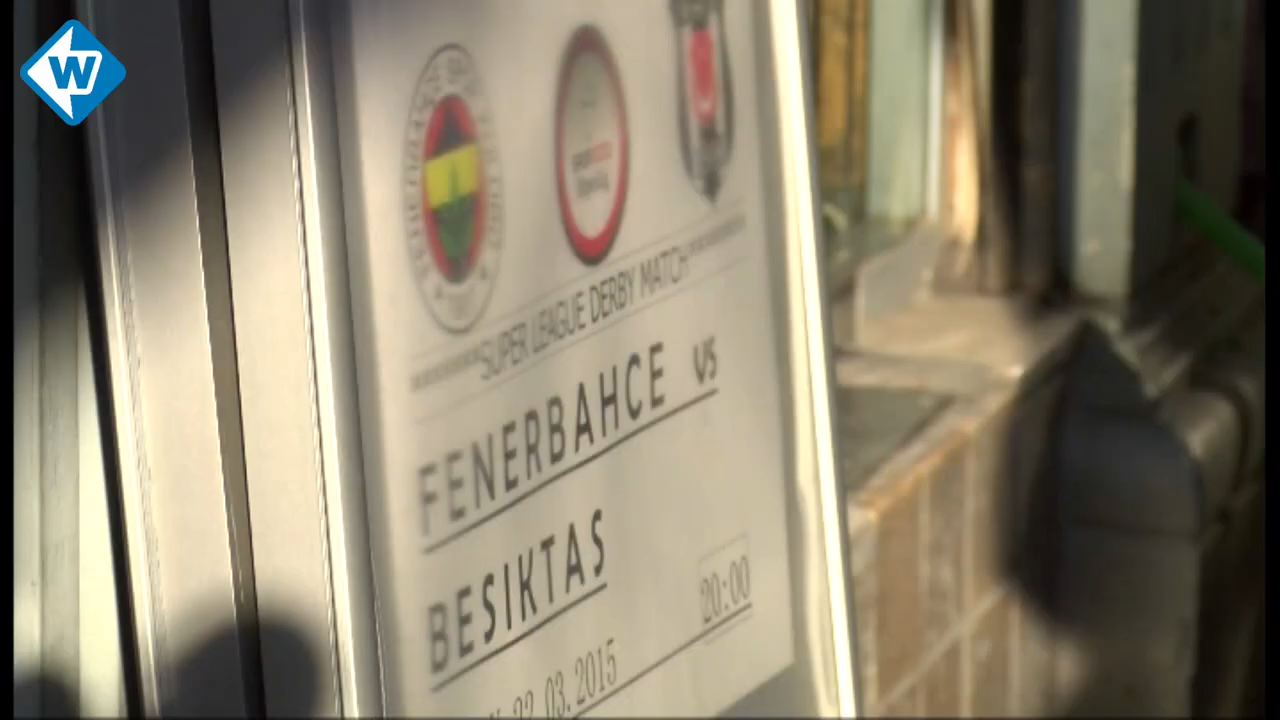 W
SUPER LEAGUE DERBY MATCH
FENERBAHCE VS
BESIKTAS
20:00
22.03.2015